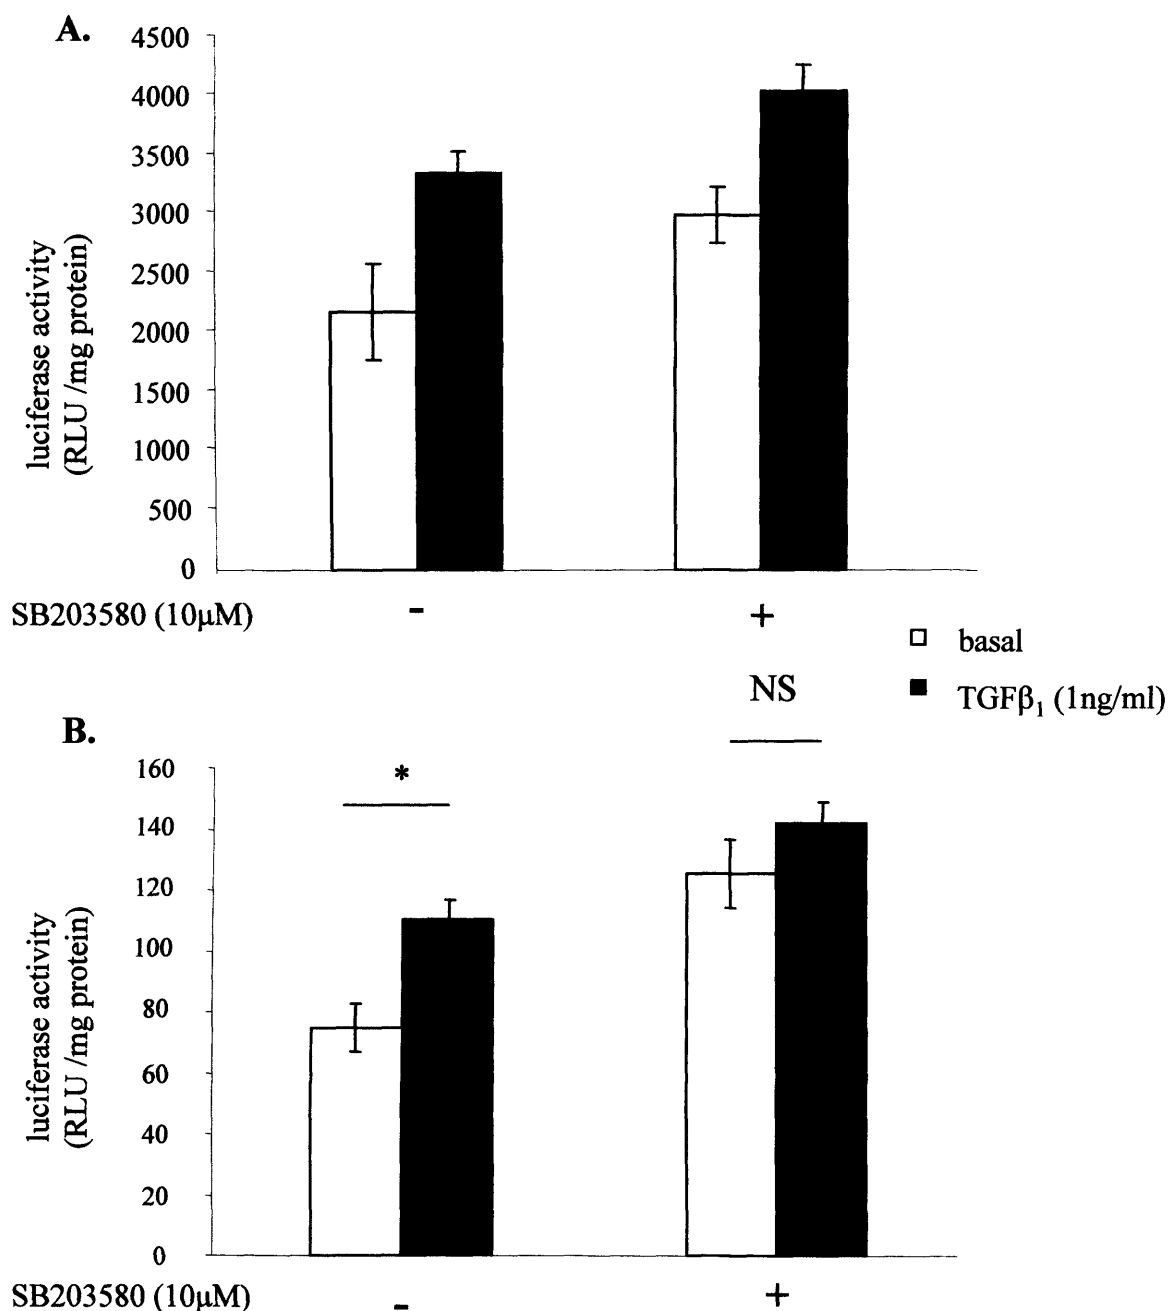 A.
4500
4000
3500
3000
2500
2000
1500
1000
500
0
luciferase activity
(RLU /mg protein)
SB203580 (10μM) - +
basal
TGFβ₁ (1ng/ml)
NS
B.
*
160
140
120
100
80
60
40
20
0
luciferase activity
(RLU /mg protein)
SB203580 (10μM) - +